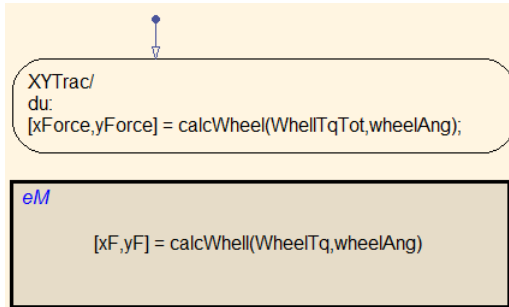 XYTrac/
du:
[xForce,yForce] = calcWheel(WhellTqTot,wheelAng);
eM
[xF,yF] = calcWhell(WheelTq,wheelAng)